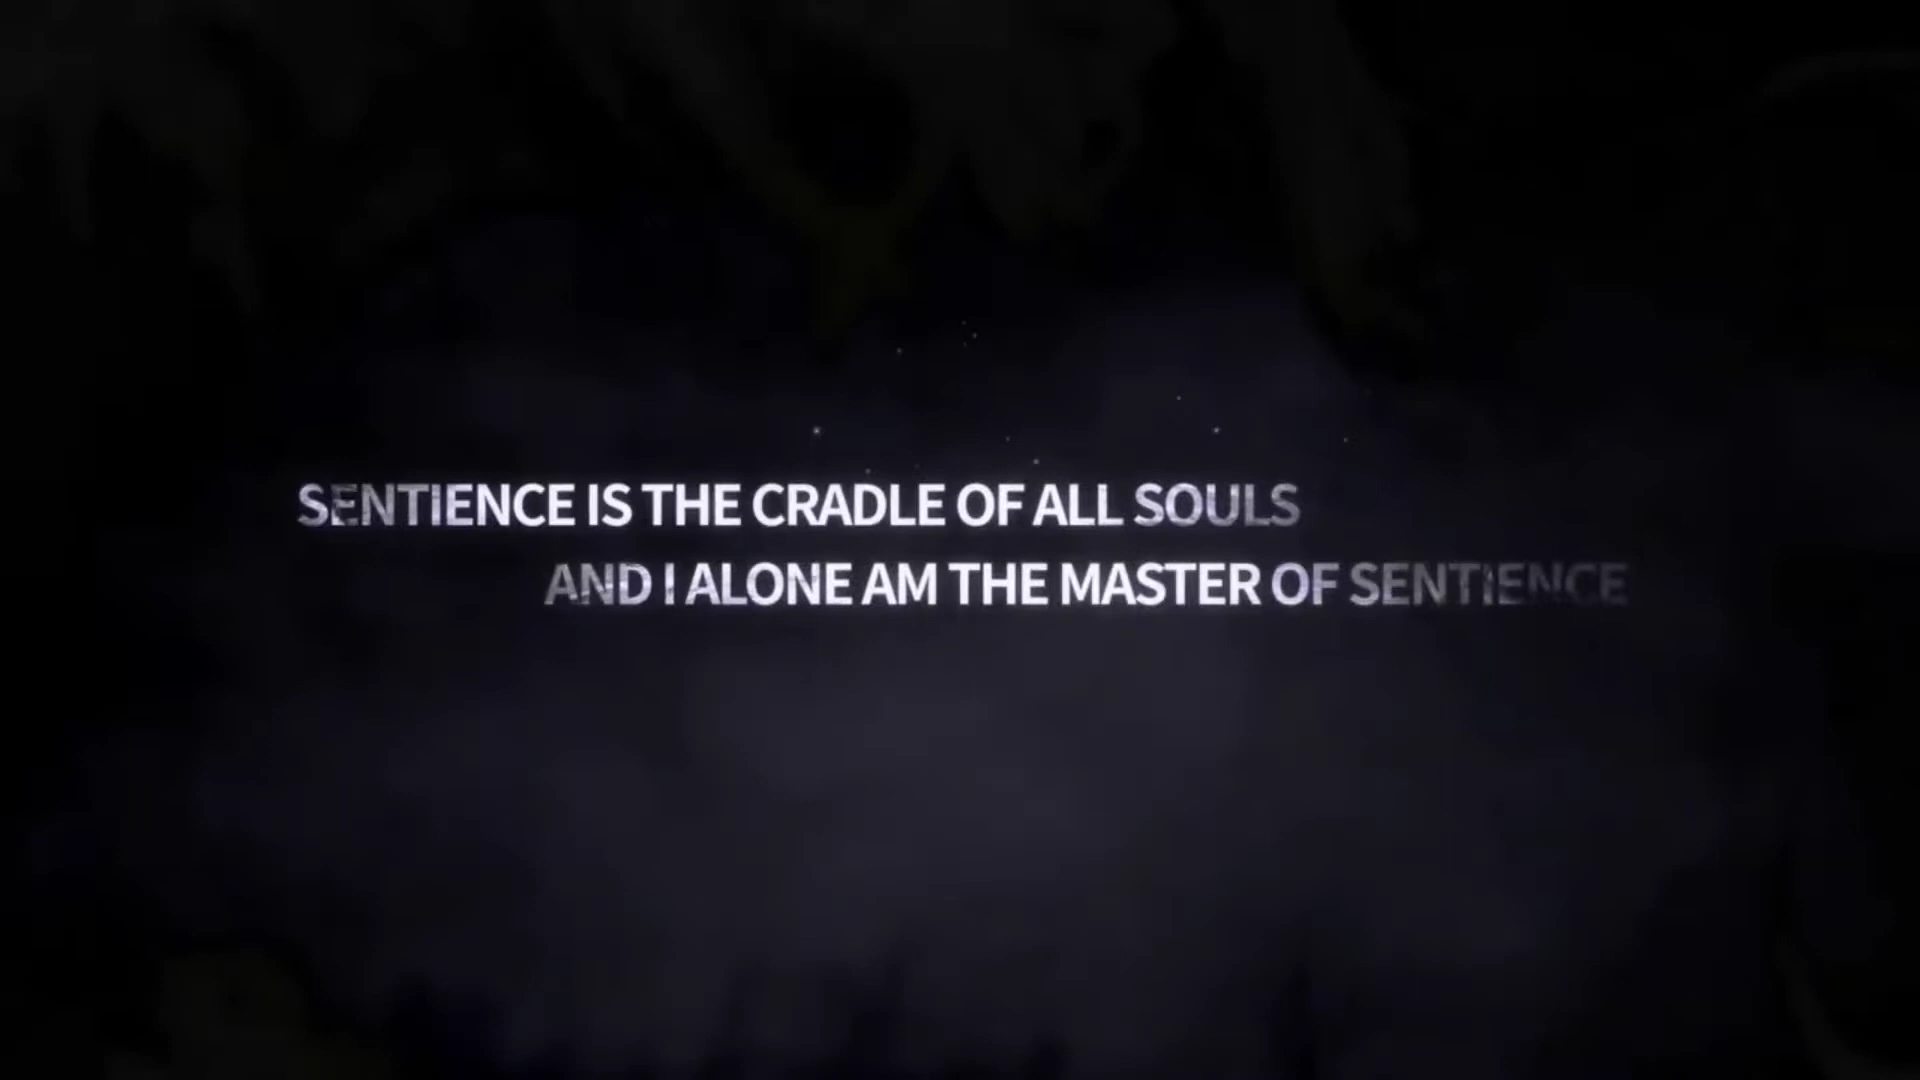 SENTIENCE IS THE CRADLE OF ALL SOULS
AND I ALONE AM THE MASTER OF SENTIENCE